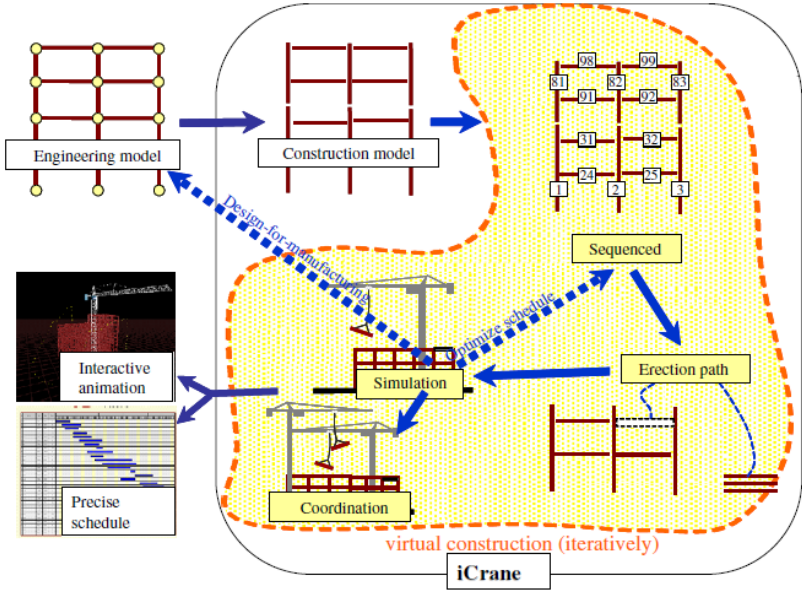 98
99
81
82
83
91
92
31
32
24
25
1
2
3
Engineering model
Construction model
Sequenced
Design-for-manufacturing
Optimize schedule
Interactive
animation
Simulation
Erection path
Precise
schedule
Coordination
virtual construction (iteratively)
iCrane